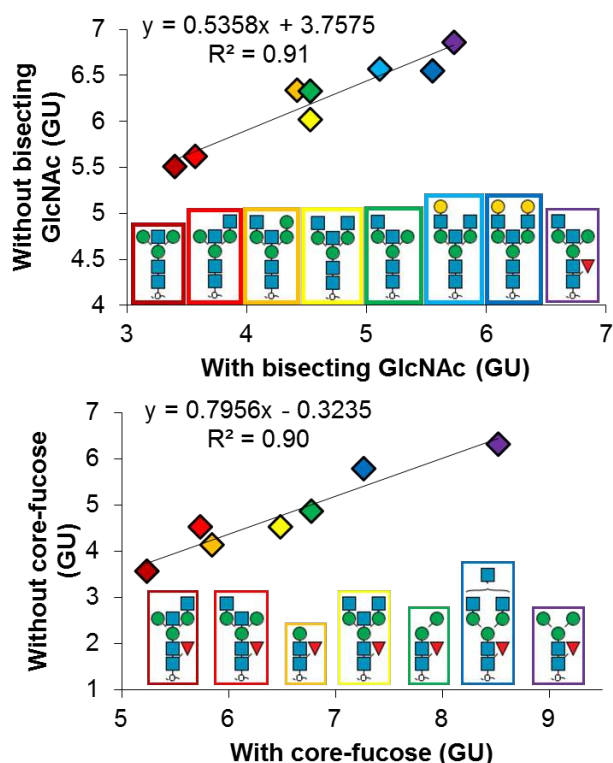 y = 0.5358x + 3.7575
R² = 0.91
Without bisecting
GlcNAc (GU)
7
6.5
6
5.5
5
4.5
4
3
4
5
6
7
With bisecting GlcNAc (GU)
y = 0.7956x - 0.3235
R² = 0.90
Without core-fucose
(GU)
7
6
5
4
3
2
1
5
6
7
8
9
With core-fucose (GU)